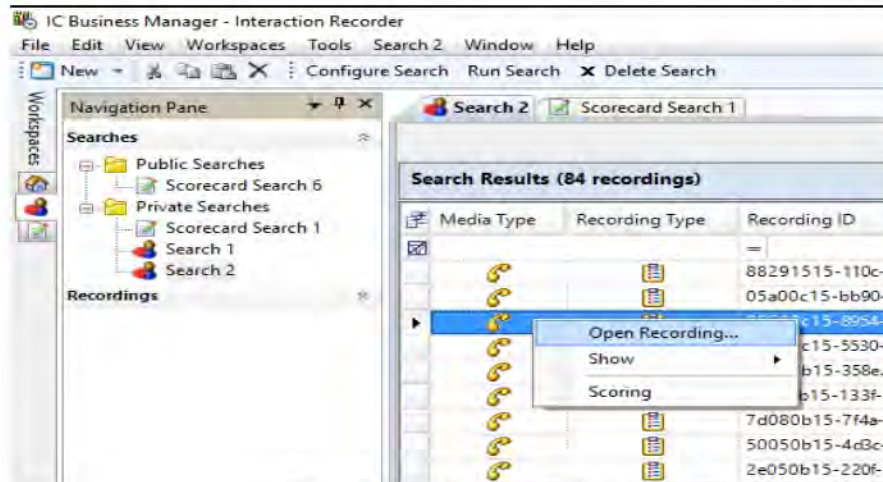 IC Business Manager - Interaction Recorder
File Edit View Workspaces Tools Search 2 Window Help
New Configure Search Run Search Delete Search
Workspaces
Navigation Pane
Searches
Public Searches
Scorecard Search 6
Private Searches
Scorecard Search 1
Search 1
Search 2
Recordings
Search 2 Scorecard Search 1
Search Results (84 recordings)
Media Type Recording Type Recording ID
=
88291515-110c-
05a00c15-bb90-
c15-8954-
Open Recording...
c15-5530-
Show
b15-358e
Scoring
b15-133f-
7d080b15-7f4a-
50050b15-4d3c-
2e050b15-220f-